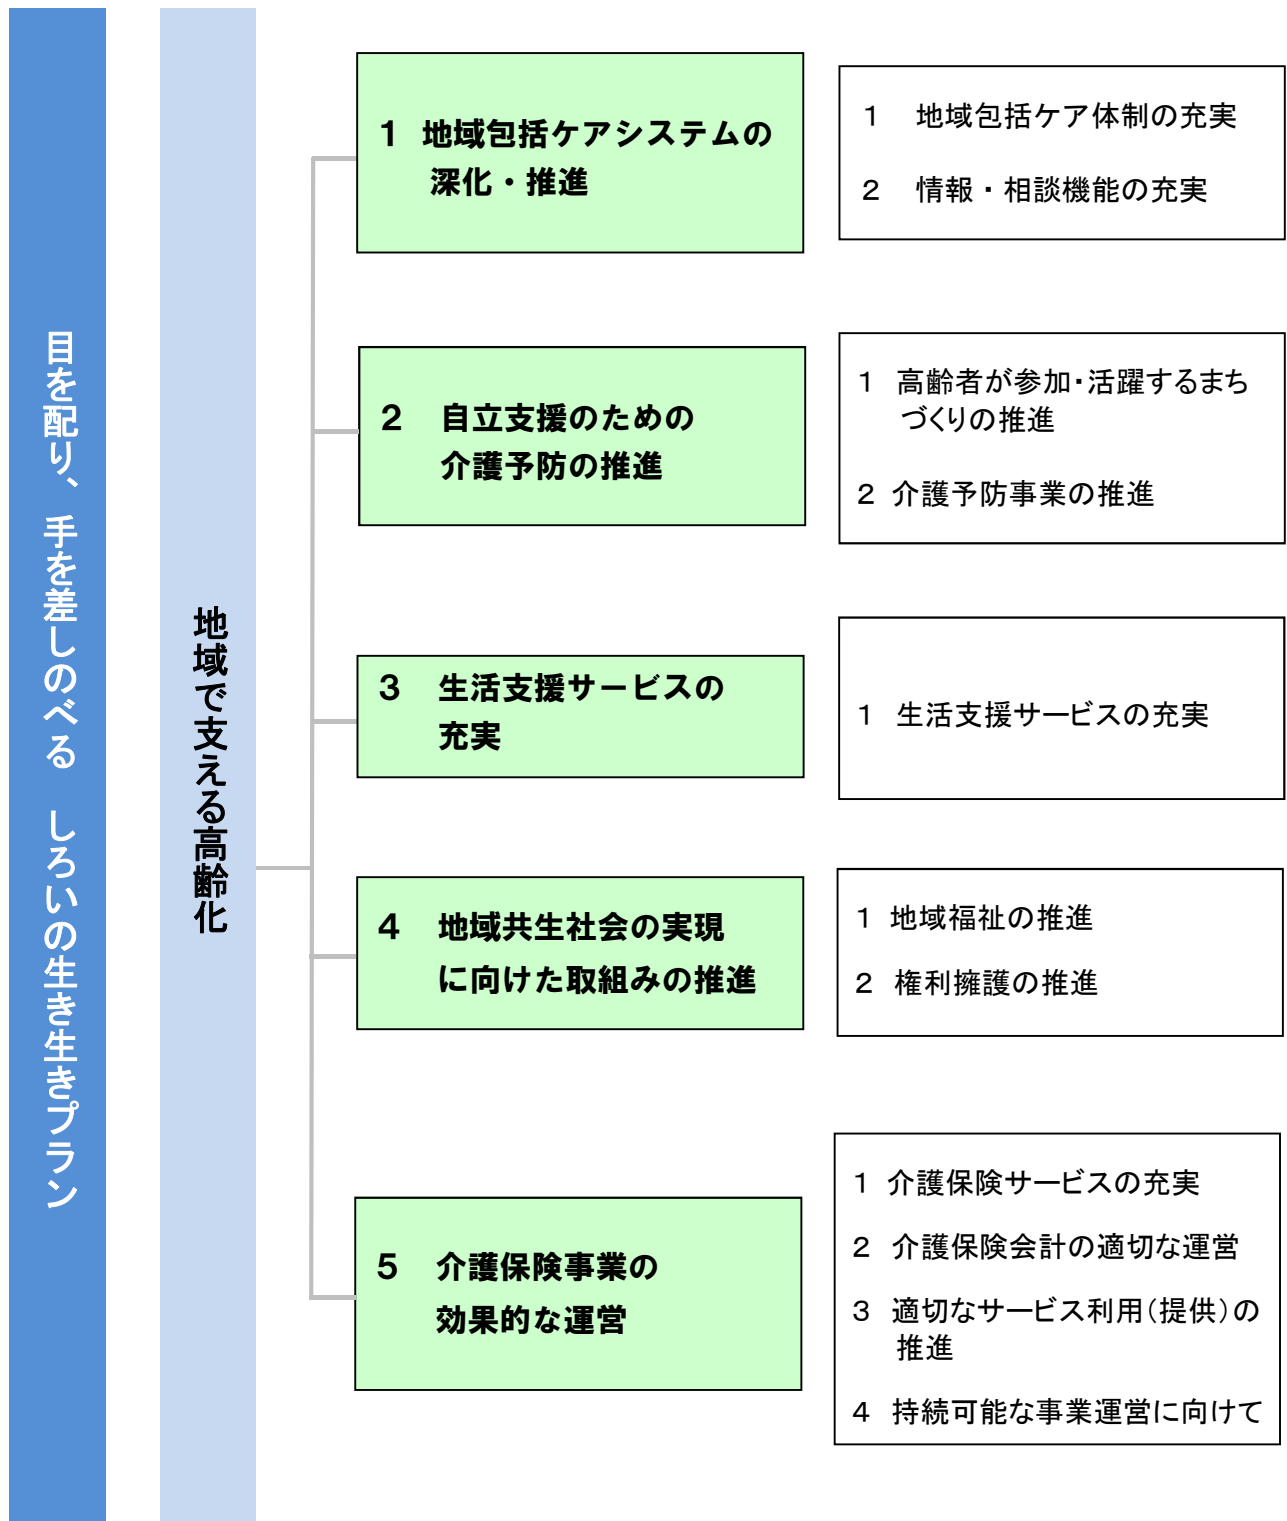 目を配り、手を差しのべる　しろいの生き生きプラン
地域で支える高齢化
1 地域包括ケアシステムの
深化・推進
1 地域包括ケア体制の充実
2 情報・相談機能の充実
2 自立支援のための
介護予防の推進
1 高齢者が参加・活躍するまち
づくりの推進
2 介護予防事業の推進
3 生活支援サービスの
充実
1 生活支援サービスの充実
4 地域共生社会の実現
に向けた取組みの推進
1 地域福祉の推進
2 権利擁護の推進
5 介護保険事業の
効果的な運営
1 介護保険サービスの充実
2 介護保険会計の適切な運営
3 適切なサービス利用（提供）の
推進
4 持続可能な事業運営に向けて